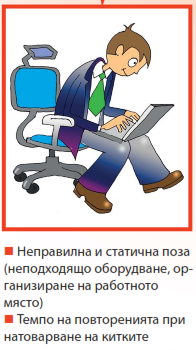 ■ Неправилна и статична поза
(неподходящо оборудване, ор-
ганизиране на работното
място)
■ Темпо на повторенията при
натоварване на китките